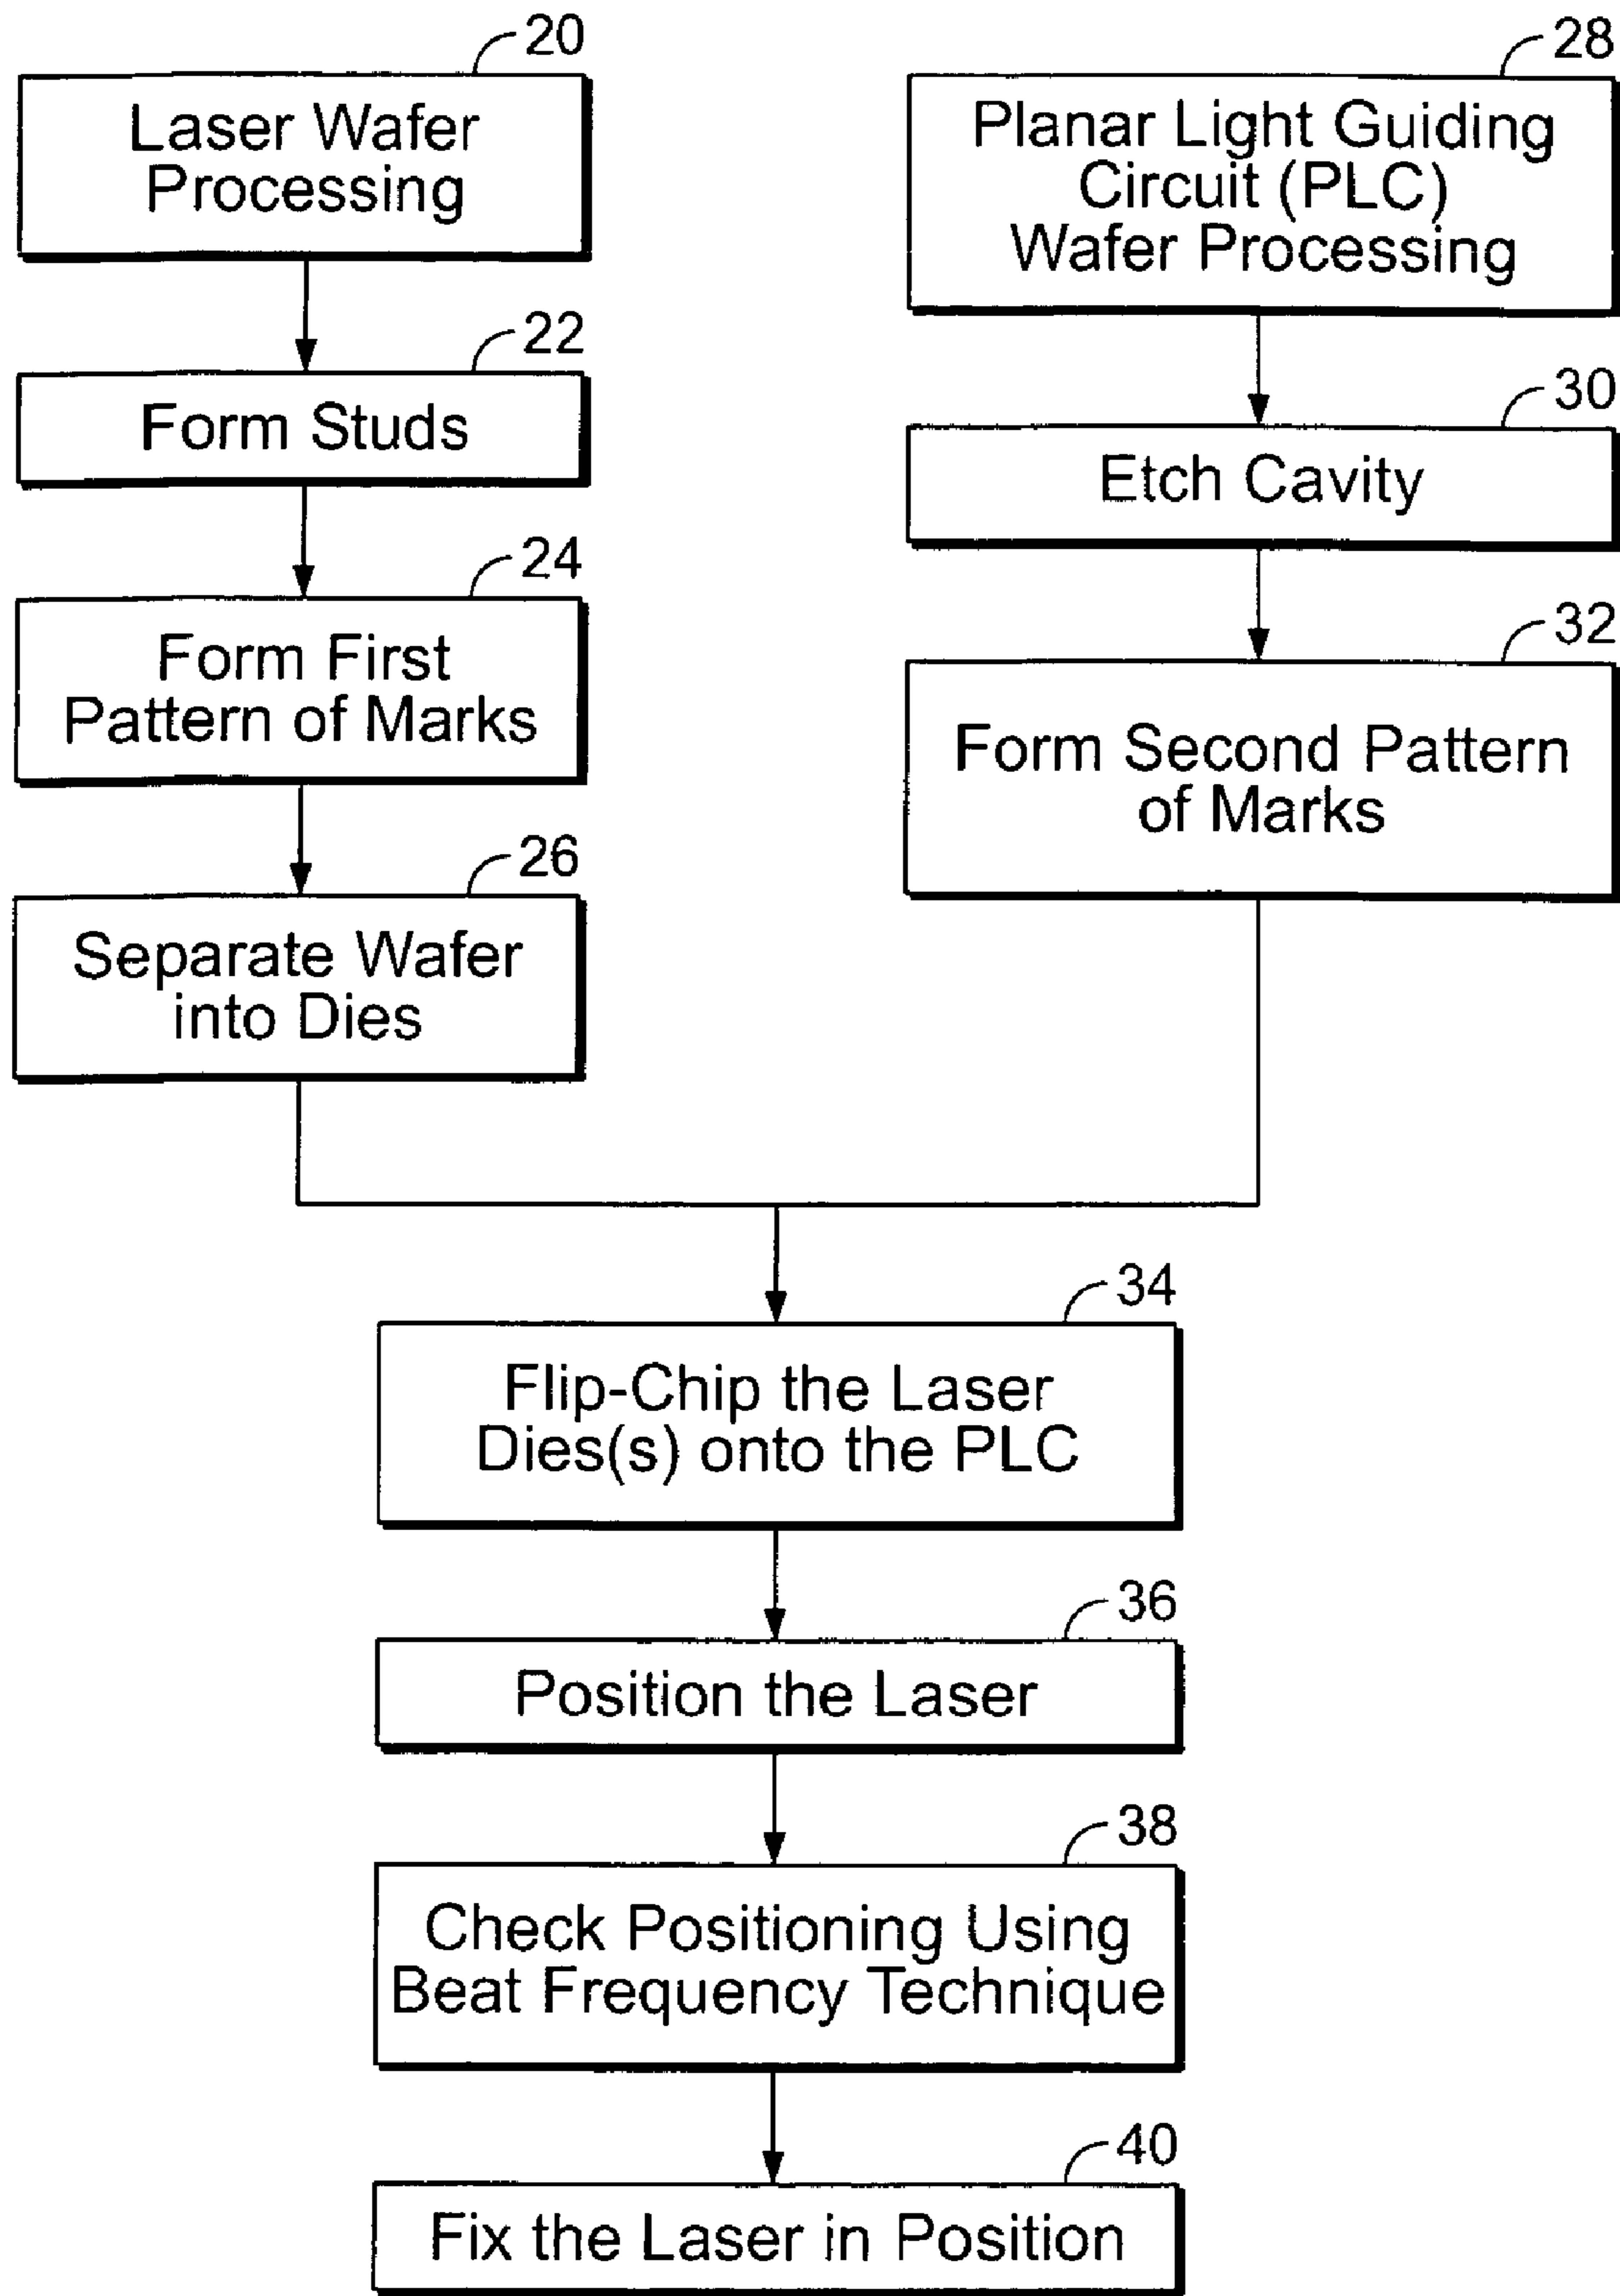 20
Laser Wafer
Processing
22
Form Studs
24
Form First
Pattern of Marks
26
Separate Wafer
into Dies
28
Planar Light Guiding
Circuit (PLC)
Wafer Processing
30
Etch Cavity
32
Form Second Pattern
of Marks
34
Flip-Chip the Laser
Dies(s) onto the PLC
36
Position the Laser
38
Check Positioning Using
Beat Frequency Technique
40
Fix the Laser in Position